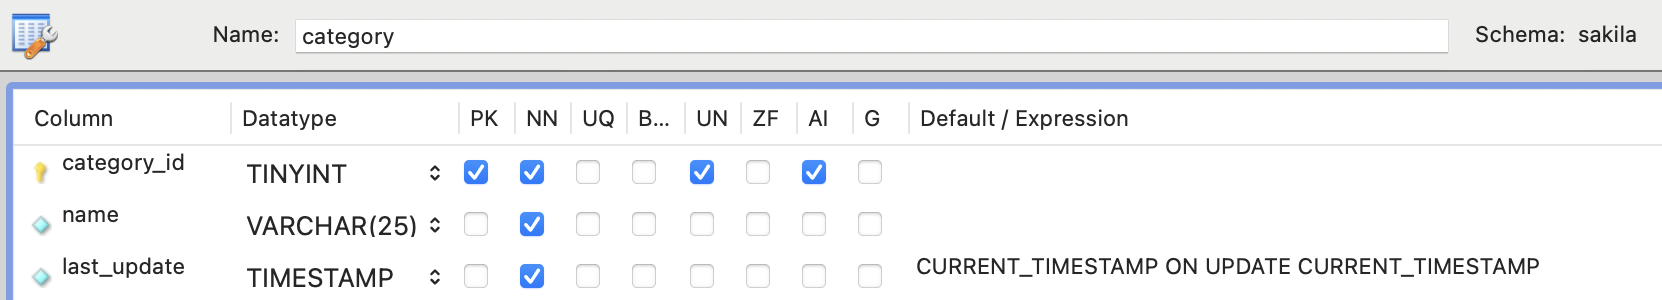 Name: category Schema: sakila
Column Datatype PK NN UQ B... UN ZF AI G Default / Expression
category_id TINYINT
name VARCHAR(25)
last_update TIMESTAMP CURRENT_TIMESTAMP ON UPDATE CURRENT_TIMESTAMP